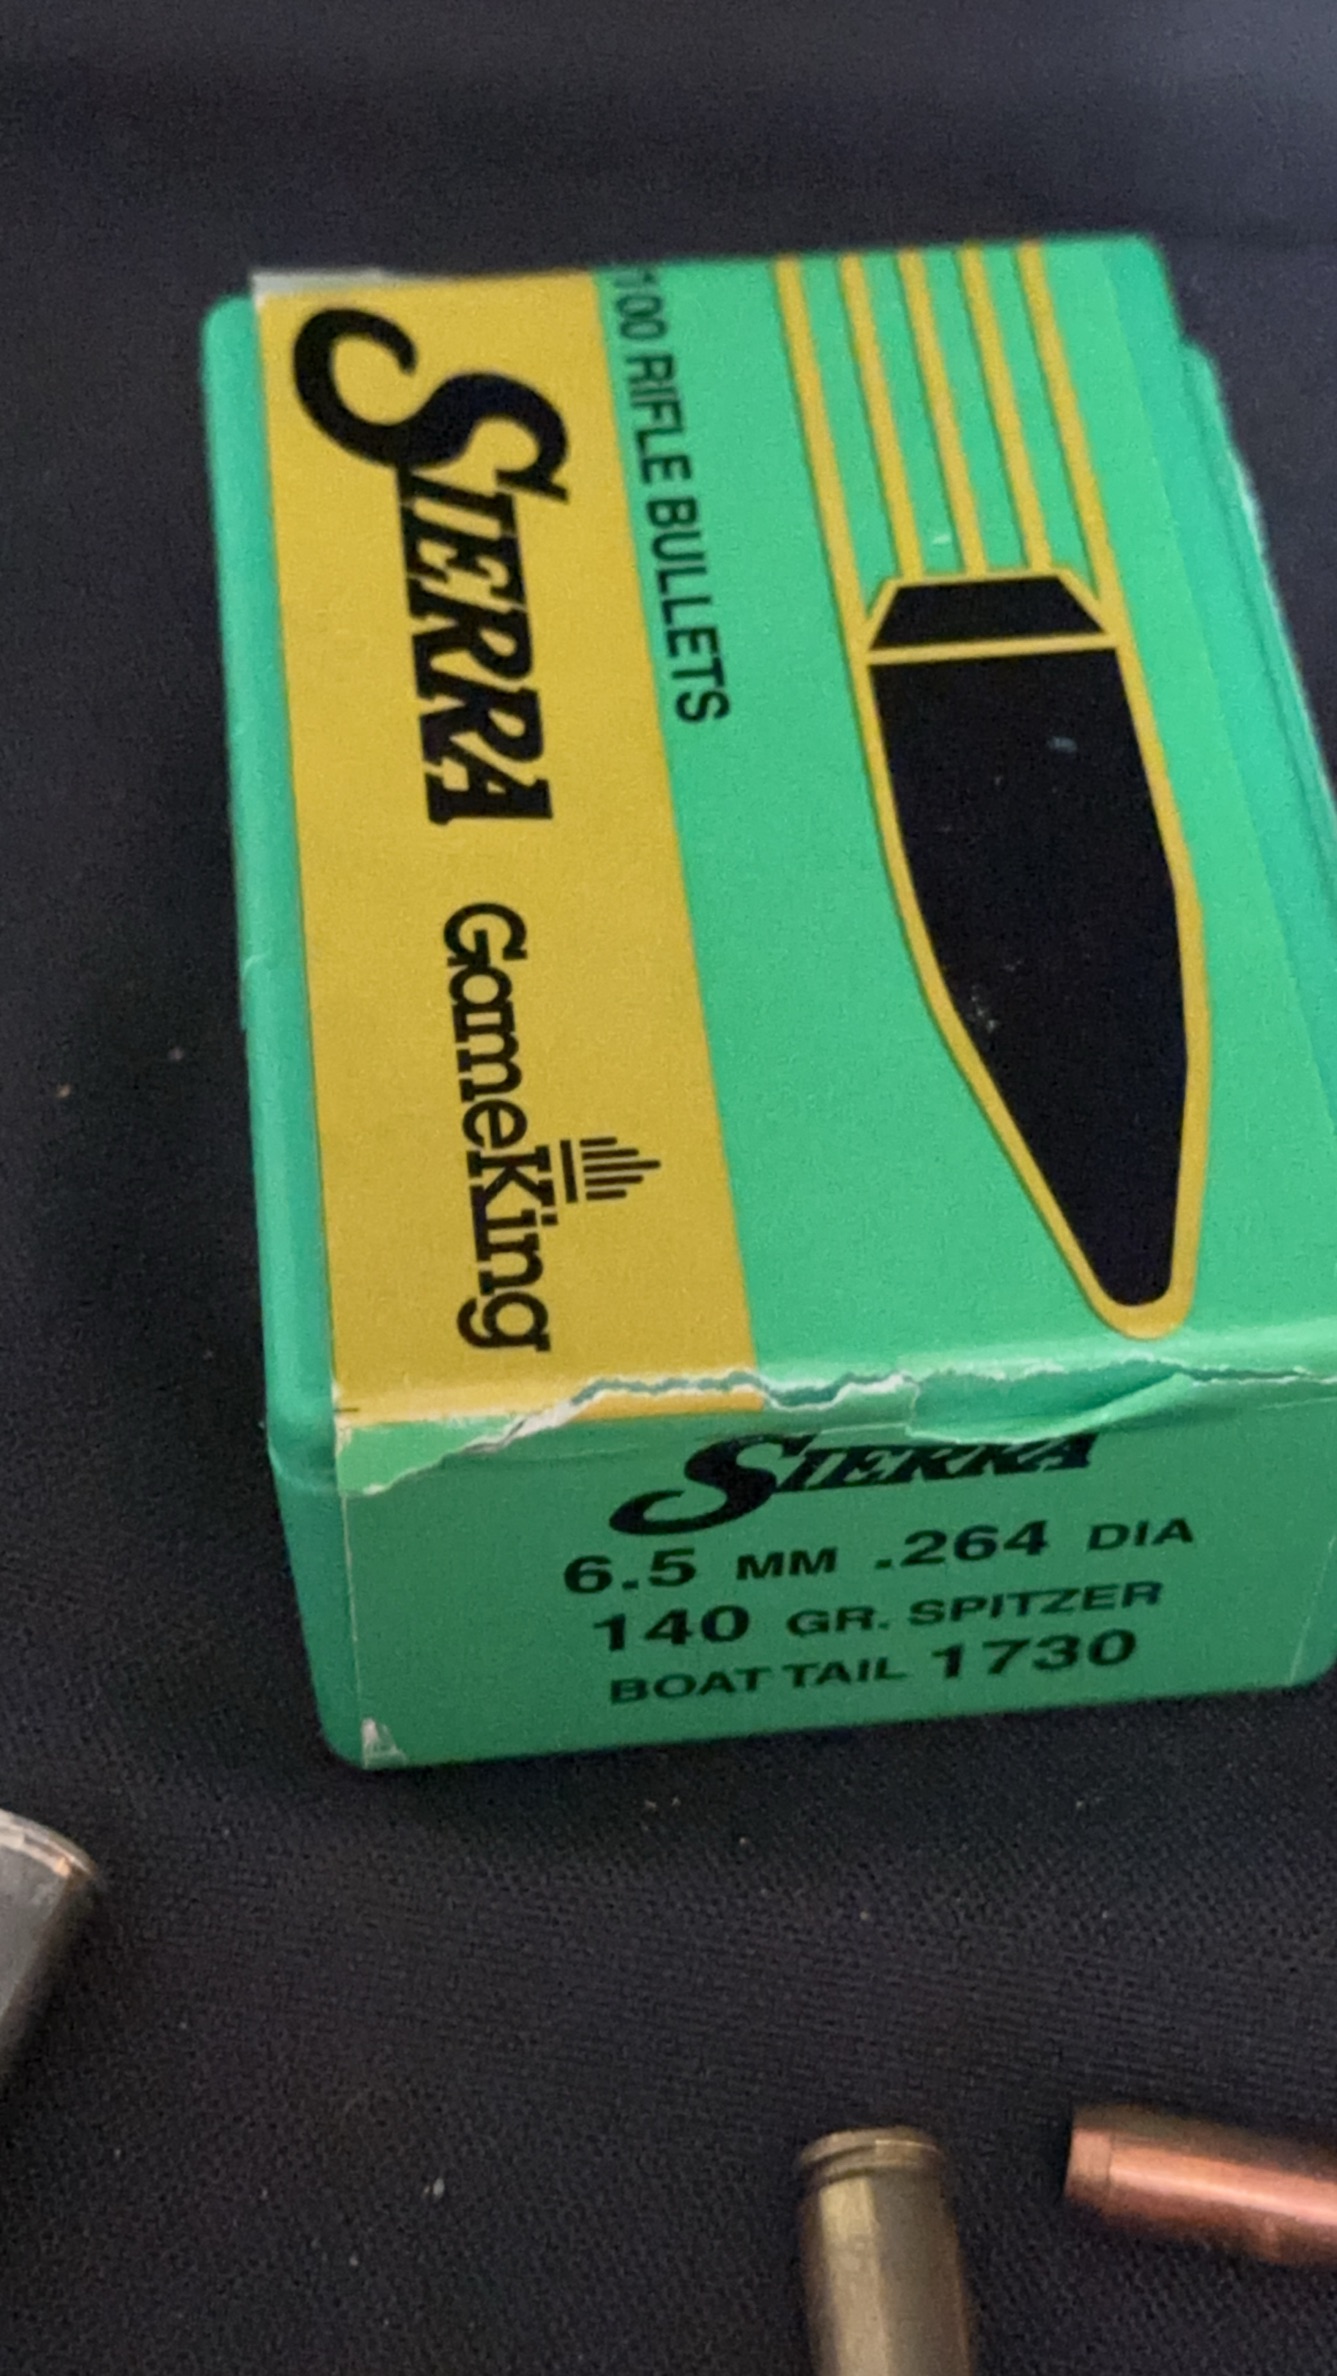 SIERRA GameKing
100 RIFLE BULLETS
SIERRA
6.5 MM .264 DIA
140 GR. SPITZER
BOAT TAIL 1730